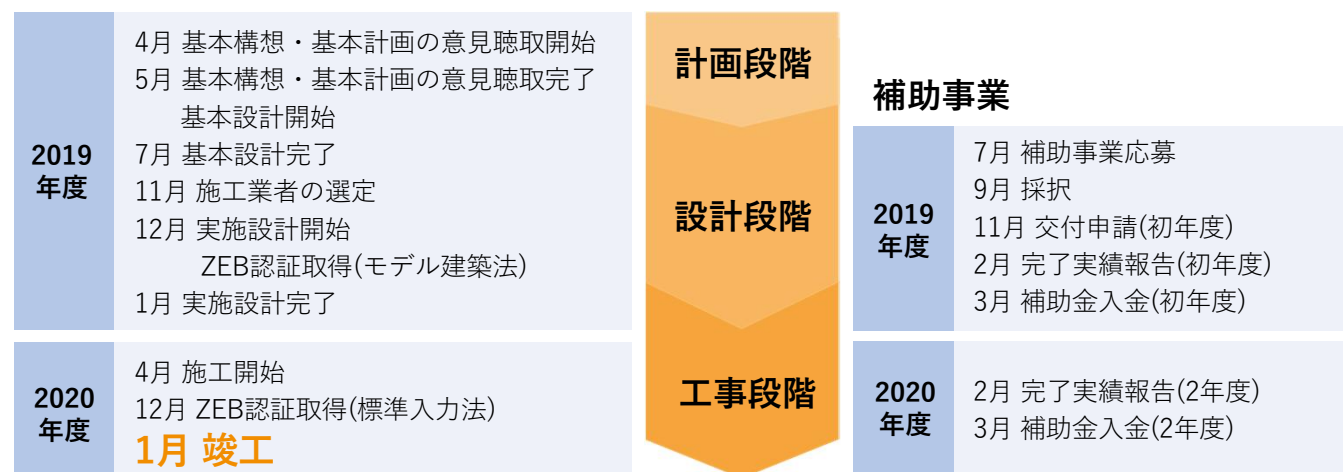 2019
年度
4月 基本構想・基本計画の意見聴取開始
5月 基本構想・基本計画の意見聴取完了
基本設計開始
7月 基本設計完了
11月 施工業者の選定
12月 実施設計開始
ZEB認証取得(モデル建築法)
1月 実施設計完了
2020
年度
4月 施工開始
12月 ZEB認証取得(標準入力法)
1月 竣工
計画段階
設計段階
工事段階
補助事業
2019
年度
7月 補助事業応募
9月 採択
11月 交付申請(初年度)
2月 完了実績報告(初年度)
3月 補助金入金(初年度)
2020
年度
2月 完了実績報告(2年度)
3月 補助金入金(2年度)